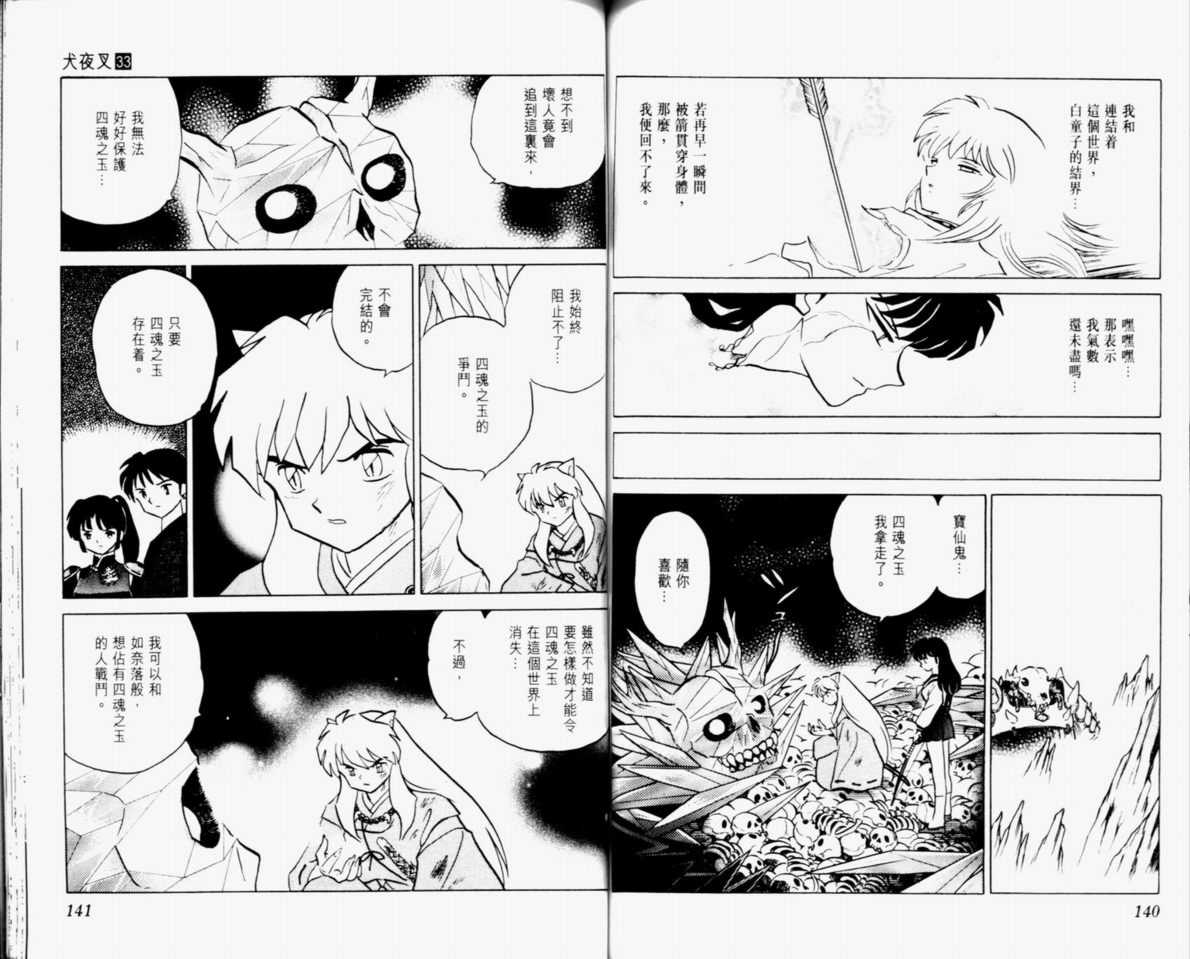 我和
連結着
這個世界，
白童子的結界…
若再早一瞬間
被箭貫穿身體，
那麼，
我便回不了來。
嘿嘿嘿…
那表示
我氣數
還未盡嗎…
寶仙鬼…
四魂之玉
我拿走了。
隨你
喜歡…
140
犬夜叉33
想不到
壞人竟會
追到這裏來，
我無法
好好保護
四魂之玉…
我始終
阻止不了…
四魂之玉的
爭鬥。
不會
完結的。
只要
四魂之玉
存在着。
雖然不知道
要怎樣做才能令
四魂之玉
在這個世界上
消失…
不過，
我可以和
如奈落般，
想佔有四魂之玉
的人戰鬥。
141